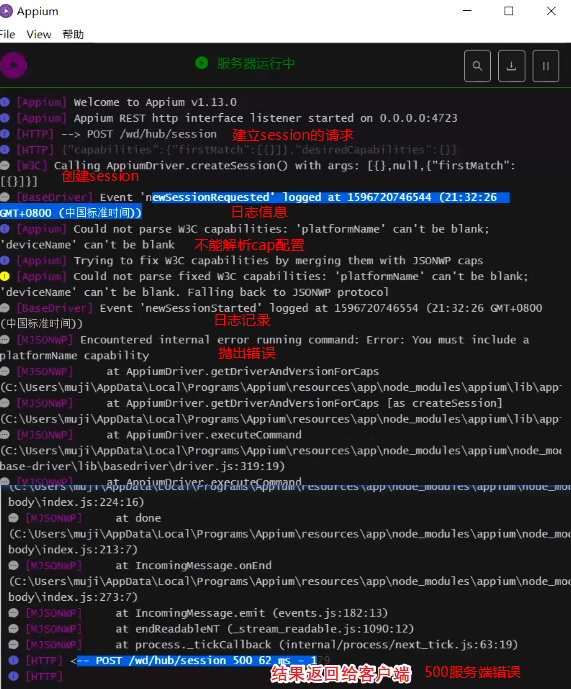 Appium
File View 帮助
服务器运行中
[Appium] Welcome to Appium v1.13.0
[Appium] Appium REST http interface listener started on 0.0.0.0:4723
[HTTP] --> POST /wd/hub/session 建立session的请求
[HTTP] {"capabilities":{"firstMatch":[{}]},"desiredCapabilities":{}}
[W3C] Calling AppiumDriver.createSession() with args: [{},null,{"firstMatch":
[{}]}] 创建session
[BaseDriver] Event 'newSessionRequested' logged at 1596720746544 (21:32:26
GMT+0800 (中国标准时间)) 日志信息
[Appium] Could not parse W3C capabilities: 'platformName' can't be blank;
'deviceName' can't be blank 不能解析cap配置
[Appium] Trying to fix W3C capabilities by merging them with JSONWP caps
[Appium] Could not parse fixed W3C capabilities: 'platformName' can't be blank;
'deviceName' can't be blank. Falling back to JSONWP protocol
[BaseDriver] Event 'newSessionStarted' logged at 1596720746554 (21:32:26 GMT+0800
(中国标准时间)) 日志记录
[MJSONWP] Encountered internal error running command: Error: You must include a
platformName capability 抛出错误
[MJSONWP] at AppiumDriver.getDriverAndVersionForCaps
(C:\Users\muji\AppData\Local\Programs\Appium\resources\app\node_modules\appium\lib\app
[MJSONWP] at AppiumDriver.getDriverAndVersionForCaps [as createSession]
(C:\Users\muji\AppData\Local\Programs\Appium\resources\app\node_modules\appium\lib\app
[MJSONWP] at AppiumDriver.executeCommand
(C:\Users\muji\AppData\Local\Programs\Appium\resources\app\node_modules\appium\node_mod
base-driver\lib\basedriver\driver.js:319:19)
[MJSONWP] at AppiumDriver.executeCommand
(C:\Users\muji\AppData\Local\Programs\Appium\resources\app\node_modules\appium\node_mod
body\index.js:224:16)
[MJSONWP] at done
(C:\Users\muji\AppData\Local\Programs\Appium\resources\app\node_modules\appium\node_mod
body\index.js:213:7)
[MJSONWP] at IncomingMessage.onEnd
(C:\Users\muji\AppData\Local\Programs\Appium\resources\app\node_modules\appium\node_mod
body\index.js:273:7)
[MJSONWP] at IncomingMessage.emit (events.js:182:13)
[MJSONWP] at endReadableNT (_stream_readable.js:1090:12)
[MJSONWP] at process._tickCallback (internal/process/next_tick.js:63:19)
[HTTP] <-- POST /wd/hub/session 500 62 ms -
[HTTP] 结果返回给客户端 500服务端错误